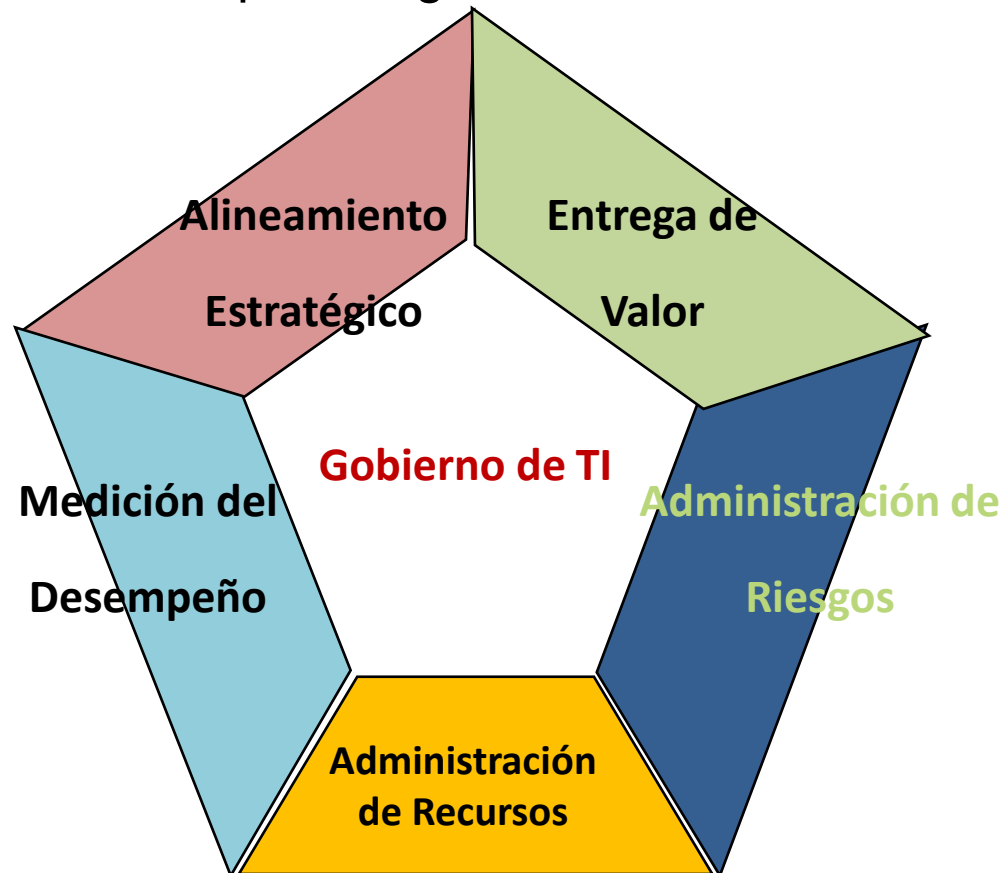 Alineamiento
Estratégico
Entrega de
Valor
Gobierno de TI
Medición del
Desempeño
Administración de
Riesgos
Administración
de Recursos